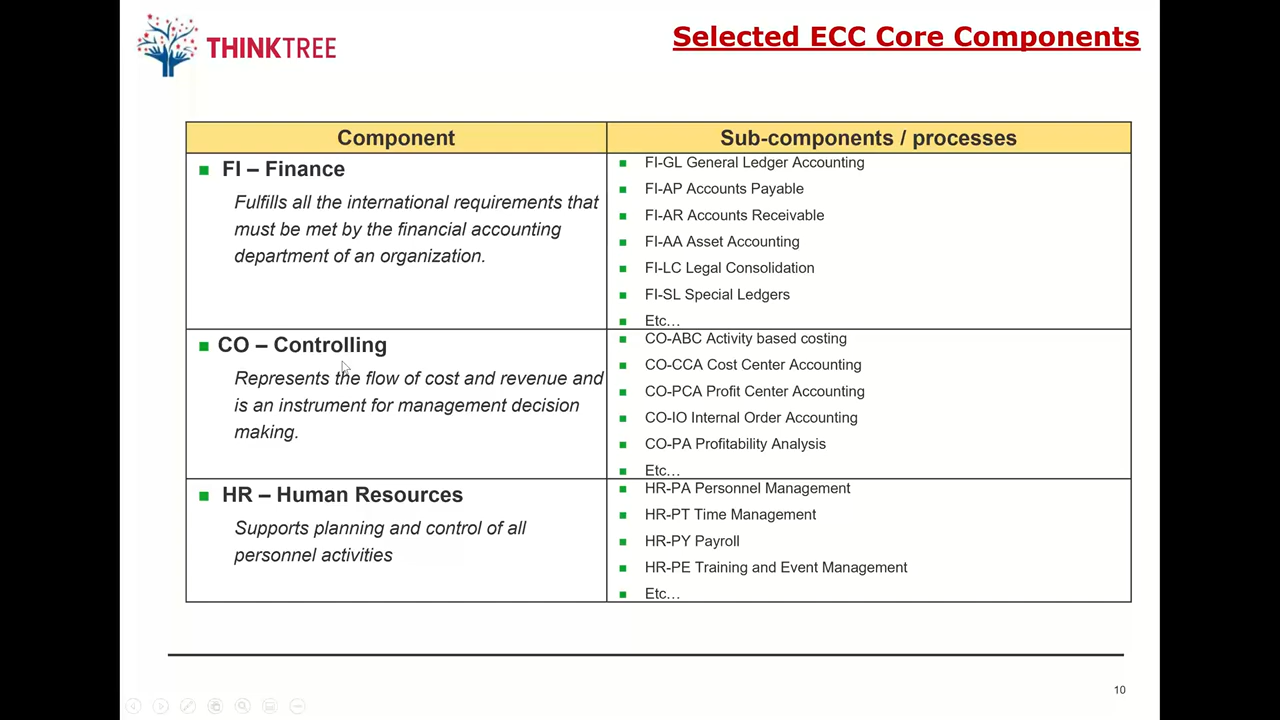 THINKTREE
Selected ECC Core Components
Component
Sub-components / processes
FI – Finance
Fulfills all the international requirements that
must be met by the financial accounting
department of an organization.
FI-GL General Ledger Accounting
FI-AP Accounts Payable
FI-AR Accounts Receivable
FI-AA Asset Accounting
FI-LC Legal Consolidation
FI-SL Special Ledgers
Etc…
CO – Controlling
Represents the flow of cost and revenue and
is an instrument for management decision
making.
CO-ABC Activity based costing
CO-CCA Cost Center Accounting
CO-PCA Profit Center Accounting
CO-IO Internal Order Accounting
CO-PA Profitability Analysis
Etc…
HR – Human Resources
Supports planning and control of all
personnel activities
HR-PA Personnel Management
HR-PT Time Management
HR-PY Payroll
HR-PE Training and Event Management
Etc…
10